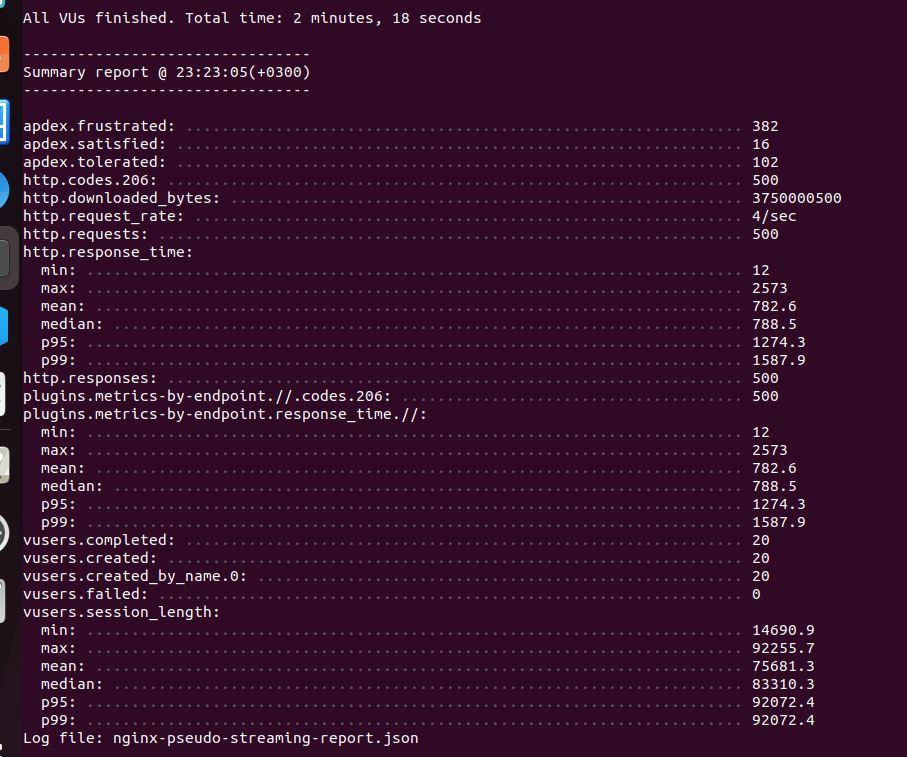 All VUs finished. Total time: 2 minutes, 18 seconds
--------------------------------
Summary report @ 23:23:05(+0300)
--------------------------------
apdex.frustrated: .............................................................. 382
apdex.satisfied: ............................................................... 16
apdex.tolerated: ............................................................... 102
http.codes.206: ................................................................ 500
http.downloaded_bytes: ......................................................... 3750000500
http.request_rate: ............................................................. 4/sec
http.requests: ................................................................. 500
http.response_time:
min: ......................................................................... 12
max: ......................................................................... 2573
mean: ........................................................................ 782.6
median: ...................................................................... 788.5
p95: ......................................................................... 1274.3
p99: ......................................................................... 1587.9
http.responses: ................................................................ 500
plugins.metrics-by-endpoint.//.codes.206: ...................................... 500
plugins.metrics-by-endpoint.response_time.//:
min: ......................................................................... 12
max: ......................................................................... 2573
mean: ........................................................................ 782.6
median: ...................................................................... 788.5
p95: ......................................................................... 1274.3
p99: ......................................................................... 1587.9
vusers.completed: .............................................................. 20
vusers.created: ................................................................ 20
vusers.created_by_name.0: ...................................................... 20
vusers.failed: ................................................................. 0
vusers.session_length:
min: ......................................................................... 14690.9
max: ......................................................................... 92255.7
mean: ........................................................................ 75681.3
median: ...................................................................... 83310.3
p95: ......................................................................... 92072.4
p99: ......................................................................... 92072.4
Log file: nginx-pseudo-streaming-report.json